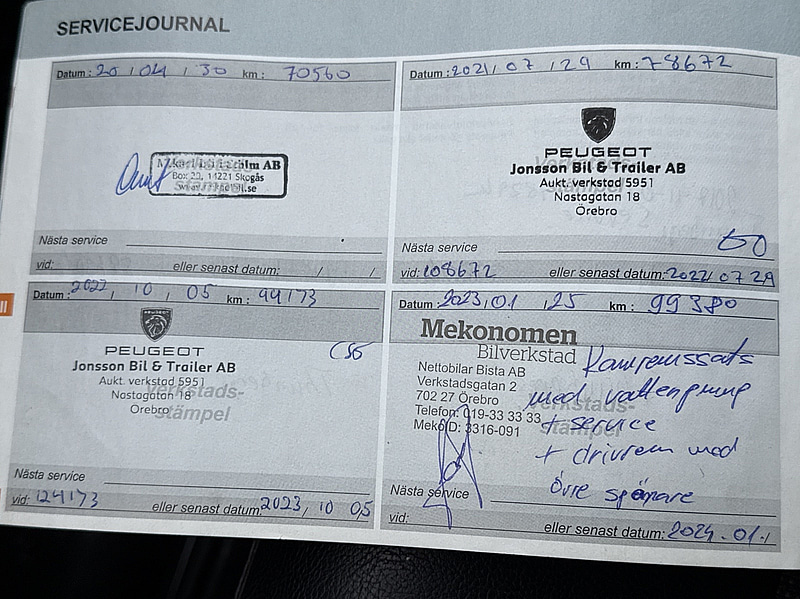 SERVICEJOURNAL
Datum: 20 / 04 / 30 km: 70560
AB
Box 20, 14221 Skogås
Nästa service
vid: eller senast datum: / /
Datum: 2021 / 07 / 29 km: 78672
PEUGEOT
Jonsson Bil & Trailer AB
Aukt. verkstad 5951
Nastagatan 18
Örebro
Nästa service
vid: 108672 eller senast datum: 2022/ 07 29
Datum: 2022, 10, 05 km: 94173
PEUGEOT
Jonsson Bil & Trailer AB
Aukt. verkstad 5951
Nastagatan 18
Örebro
Verkstads-
stämpel
Nästa service
vid: 124173 eller senast datum: 2023, 10 05
Datum: 2023, 01, 25 km: 99380
Mekonomen
Bilverkstad
Nettobilar Bista AB
Verkstadsgatan 2
702 27 Örebro
Telefon: 019-33 33 33
Meko ID: 3316-091
Verkstads-
stämpel
Kamremssats
med vattenpump
+ service
+ drivrem med
övre spännare
Nästa service
vid: eller senast datum: 2024.01.